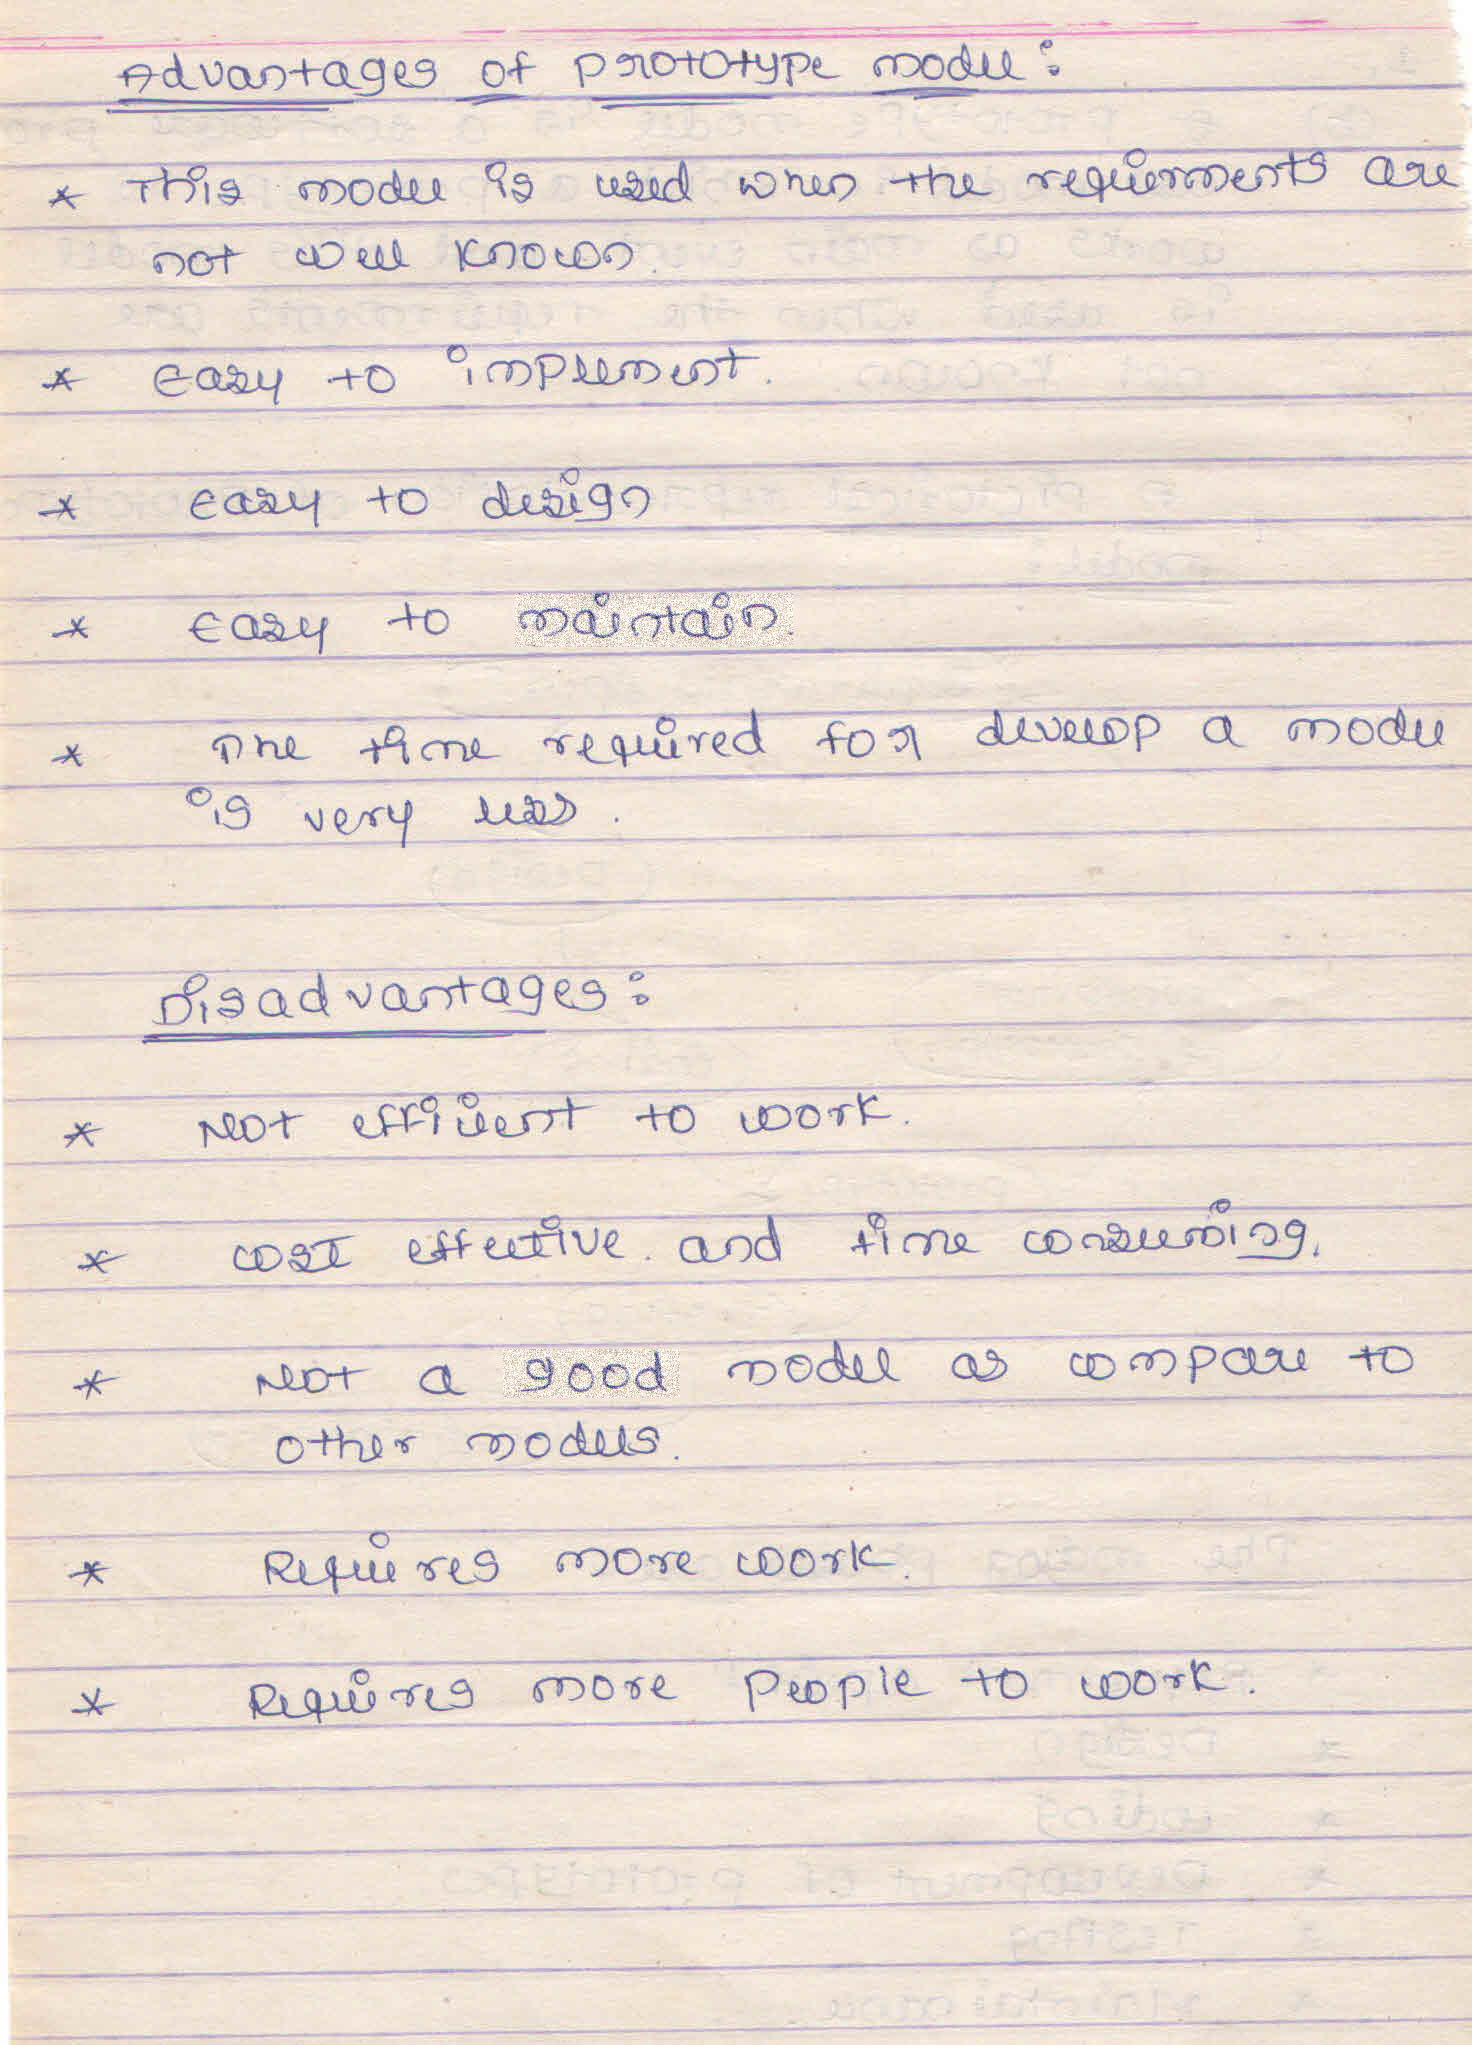 Advantages of prototype model:
* This model is used when the requirments are
not well known.
* Easy to implement.
* Easy to design
* Easy to maintain.
* The time required for develop a model
is very less.
Disadvantages:
* Not efficient to work.
* cost effective and time consuming.
* Not a good model as compare to
other models.
* Requires more work.
* Requires more people to work.